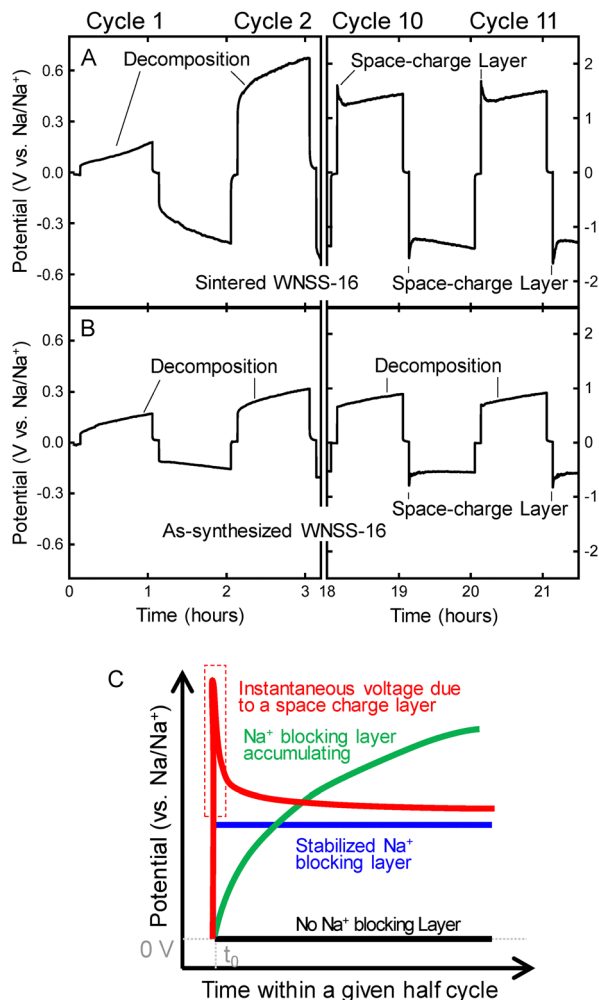 Cycle 1 Cycle 2 Cycle 10 Cycle 11
A
Decomposition
Space-charge Layer
0.6
0.3
0.0
-0.3
-0.6
2
1
0
-1
-2
Potential (V vs. Na/Na⁺)
Sintered WNSS-16
Space-charge Layer
B
Decomposition
Decomposition
0.6
0.3
0.0
-0.3
-0.6
2
1
0
-1
-2
Potential (V vs. Na/Na⁺)
Space-charge Layer
As-synthesized WNSS-16
0 1 2 3 18 19 20 21
Time (hours) Time (hours)
C
Instantaneous voltage due
to a space charge layer
Na⁺ blocking layer
accumulating
Stabilized Na⁺
blocking layer
No Na⁺ blocking Layer
0 V
t₀
Potential (vs. Na/Na⁺)
Time within a given half cycle